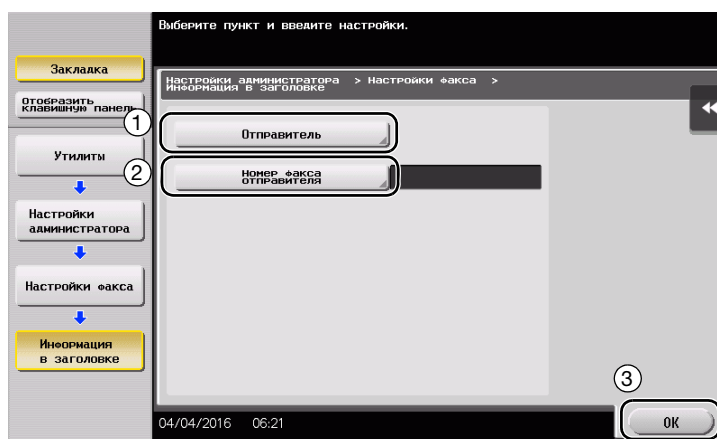 Выберите пункт и введите настройки.
Закладка
Отобразить
клавишную панель
Настройки администратора > Настройки факса >
Информация в заголовке
1
Отправитель
2
Номер факса
отправителя
Утилиты
Настройки
администратора
Настройки факса
Информация
в заголовке
3
04/04/2016 06:21
OK